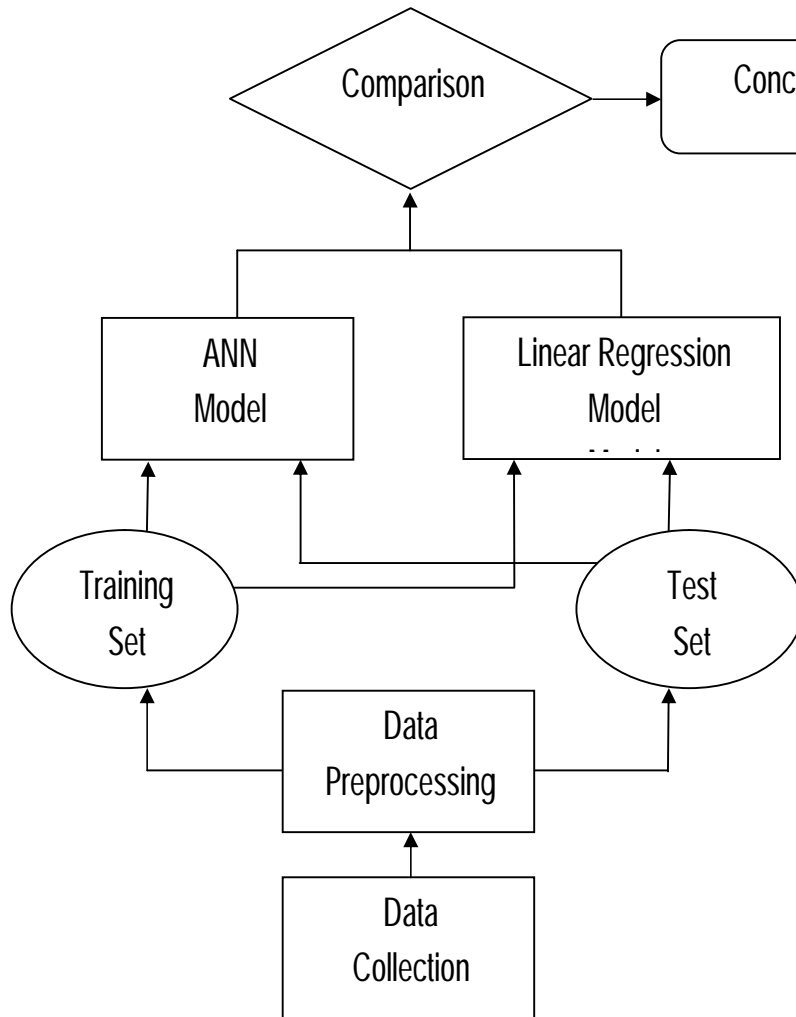 Comparison
Conc
ANN
Model
Linear Regression
Model
Training
Set
Test
Set
Data
Preprocessing
Data
Collection